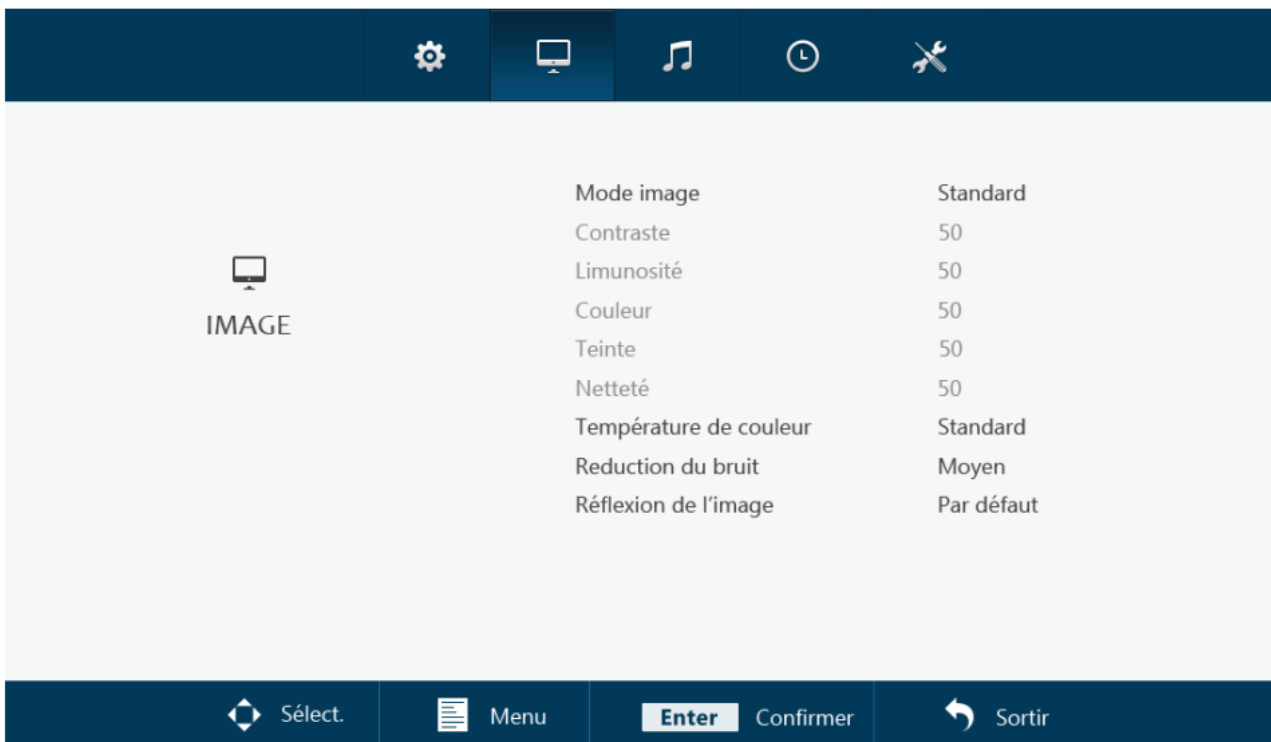 IMAGE
Mode image Standard
Contraste 50
Limunosité 50
Couleur 50
Teinte 50
Netteté 50
Température de couleur Standard
Reduction du bruit Moyen
Réflexion de l'image Par défaut
Sélect. Menu Enter Confirmer Sortir